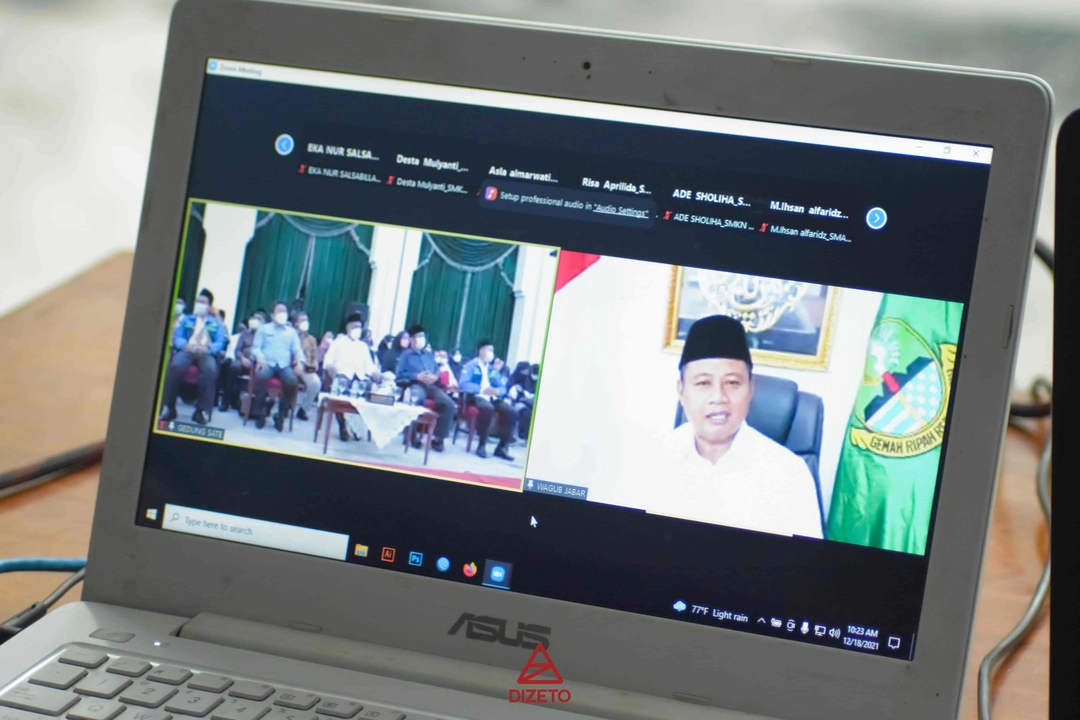 Zoom Meeting
EKA NUR SALSA...
Desta Mulyanti_...
Asla almarwati...
Risa Aprilida_S...
ADE SHOLIHA_S...
M.Ihsan alfaridz...
EKA NUR SALSABILLA...
Desta Mulyanti_SMK...
Setup professional audio in "Audio Settings"
ADE SHOLIHA_SMKN ...
M.Ihsan alfaridz_SMA...
GEDUNG SATE
WAGUB JABAR
GEMAH RIPAH
Type here to search
Ai
Ps
77°F Light rain
10:23 AM
12/18/2021
ASUS
DIZETO